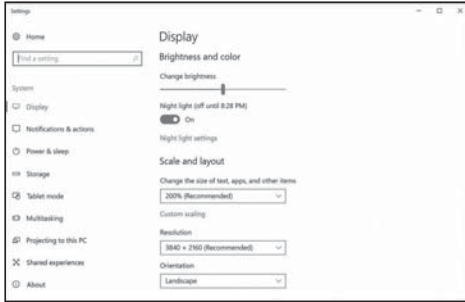 Settings
Home
Find a setting
System
Display
Notifications & actions
Power & sleep
Storage
Tablet mode
Multitasking
Projecting to this PC
Shared experiences
About
Display
Brightness and color
Change brightness
Night light (off until 8:28 PM)
On
Night light settings
Scale and layout
Change the size of text, apps, and other items
200% (Recommended)
Custom scaling
Resolution
3840 × 2160 (Recommended)
Orientation
Landscape